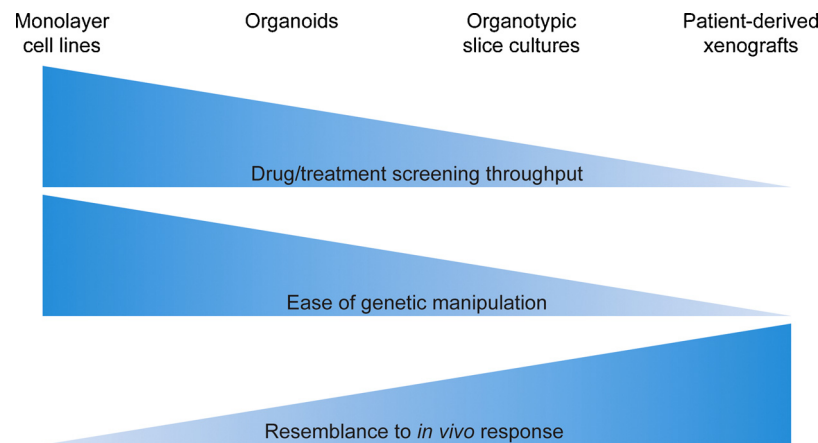 Monolayer
cell lines
Organoids
Organotypic
slice cultures
Patient-derived
xenografts
Drug/treatment screening throughput
Ease of genetic manipulation
Resemblance to in vivo response